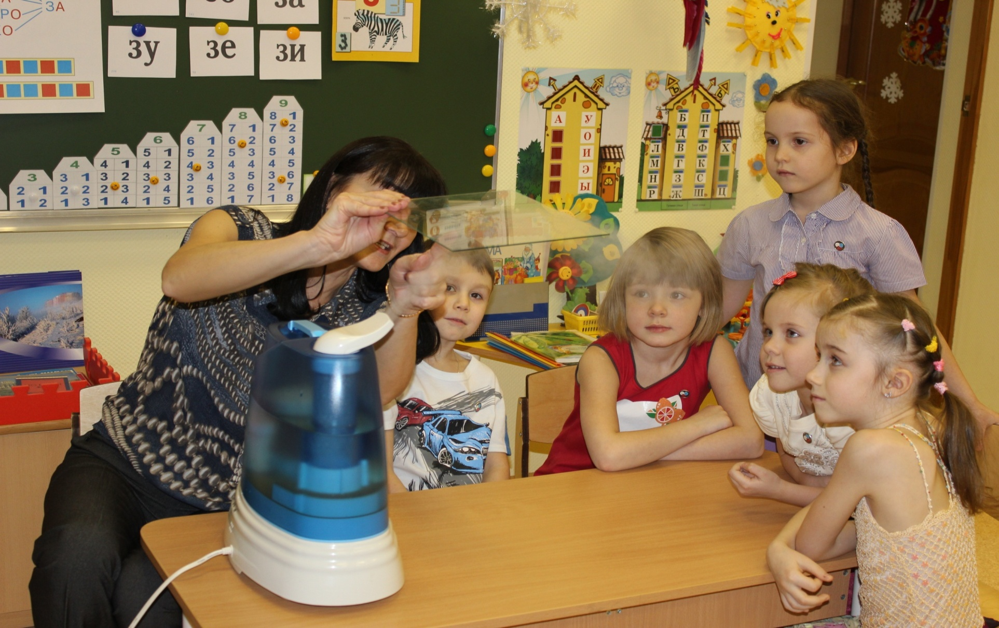 ЗА
РО
КО
за
зу
зе
зи
З
3
2 1
1 2
4
3 1
2 2
1 3
5
4 1
3 2
2 3
1 4
6
5 1
4 2
3 3
2 4
1 5
7
6 1
5 2
4 3
3 4
2 5
1 6
8
7 1
6 2
5 3
4 4
3 5
2 6
1 7
9
8 1
7 2
6 3
5 4
4 5
3 6
2 7
1 8
А У
О
И
Э
Ы
Ъ Ь
Б П
Д Т
Л В Ф Х
М Г К
Н З С
Р Ж Ш Ц
МА